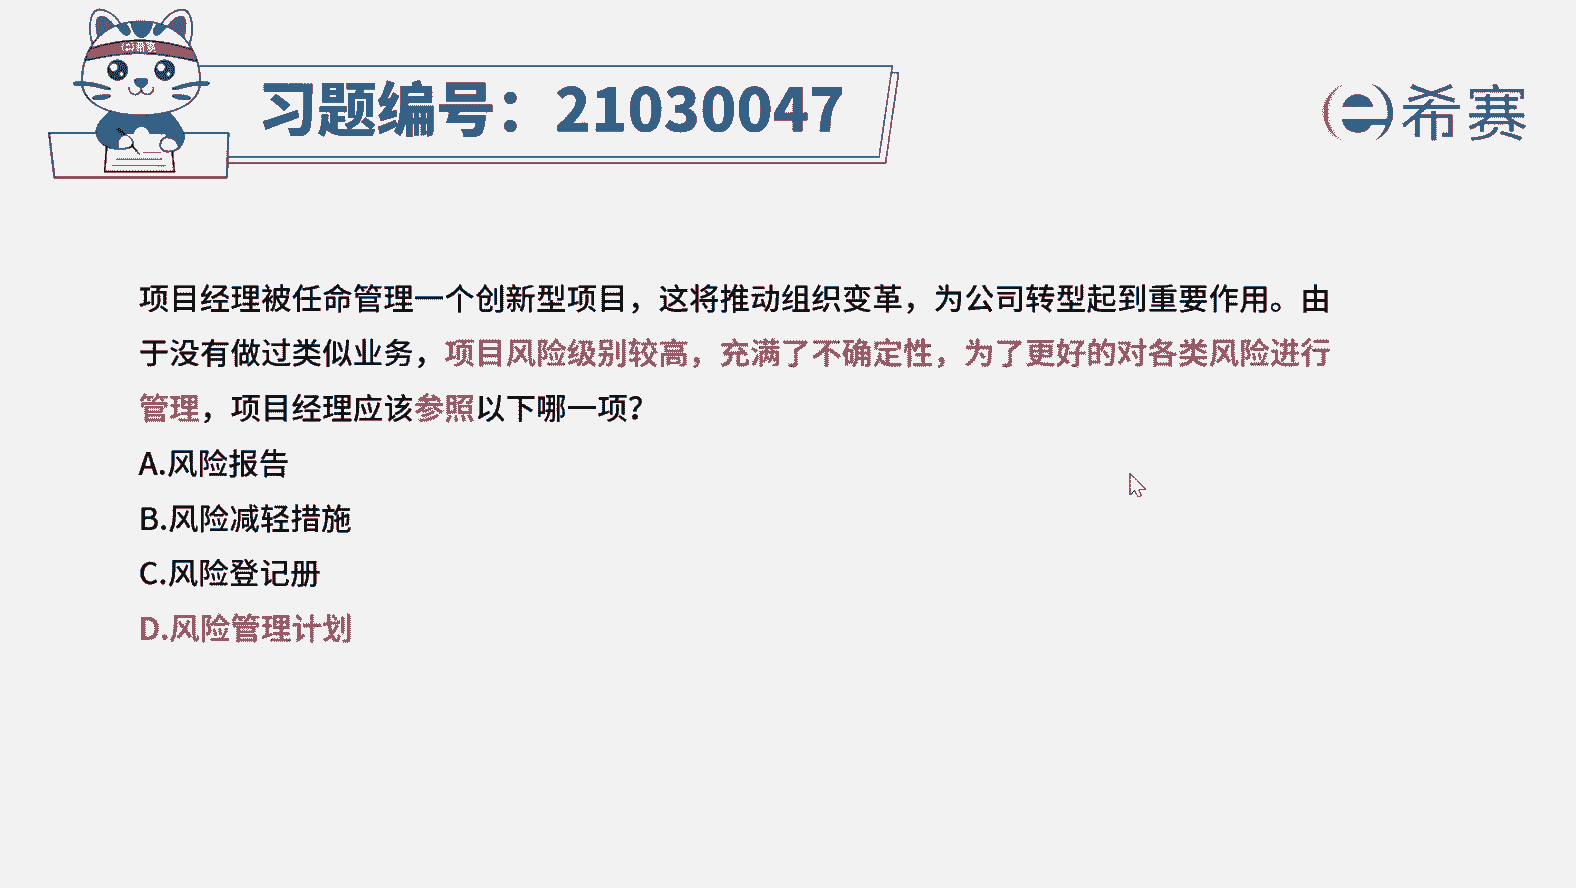 希赛
习题编号：21030047
希赛
项目经理被任命管理一个创新型项目，这将推动组织变革，为公司转型起到重要作用。由
于没有做过类似业务，项目风险级别较高，充满了不确定性，为了更好的对各类风险进行
管理，项目经理应该参照以下哪一项？
A.风险报告
B.风险减轻措施
C.风险登记册
D.风险管理计划